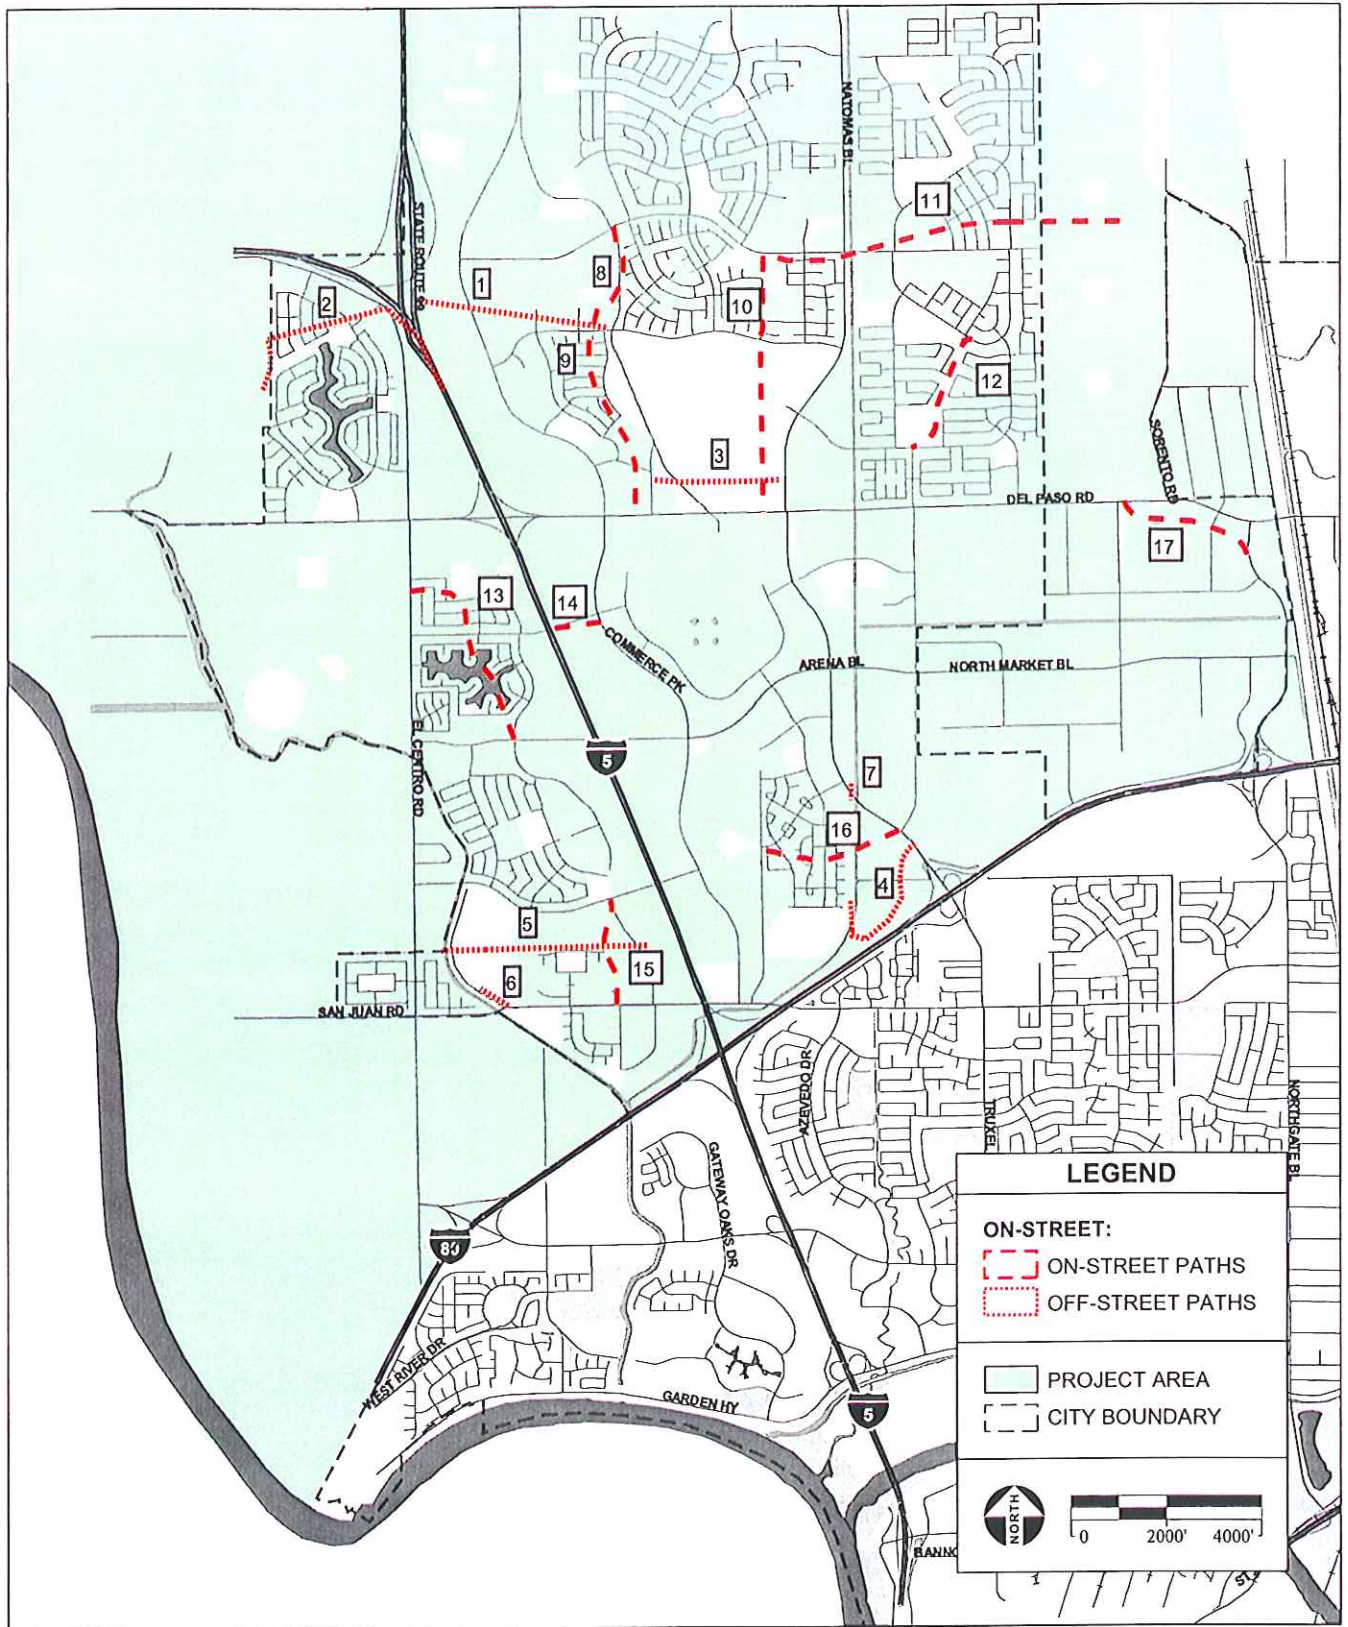 NATOMAS BL
11
STATE ROUTE 99
1
8
2
10
9
12
3
SORENTO RD
DEL PASO RD
17
13
14
COMMERCE PK
ARENA BL
NORTH MARKET BL
EL CENTRO RD
5
7
16
4
5
15
6
SAN JUAN RD
AZEVEDO DR
TRUXEL
NORTHGATE BL
GATEWAY OAKS DR
80
WEST RIVER DR
GARDEN HY
5
LEGEND
ON-STREET:
ON-STREET PATHS
OFF-STREET PATHS
PROJECT AREA
CITY BOUNDARY
NORTH
0 2000' 4000'